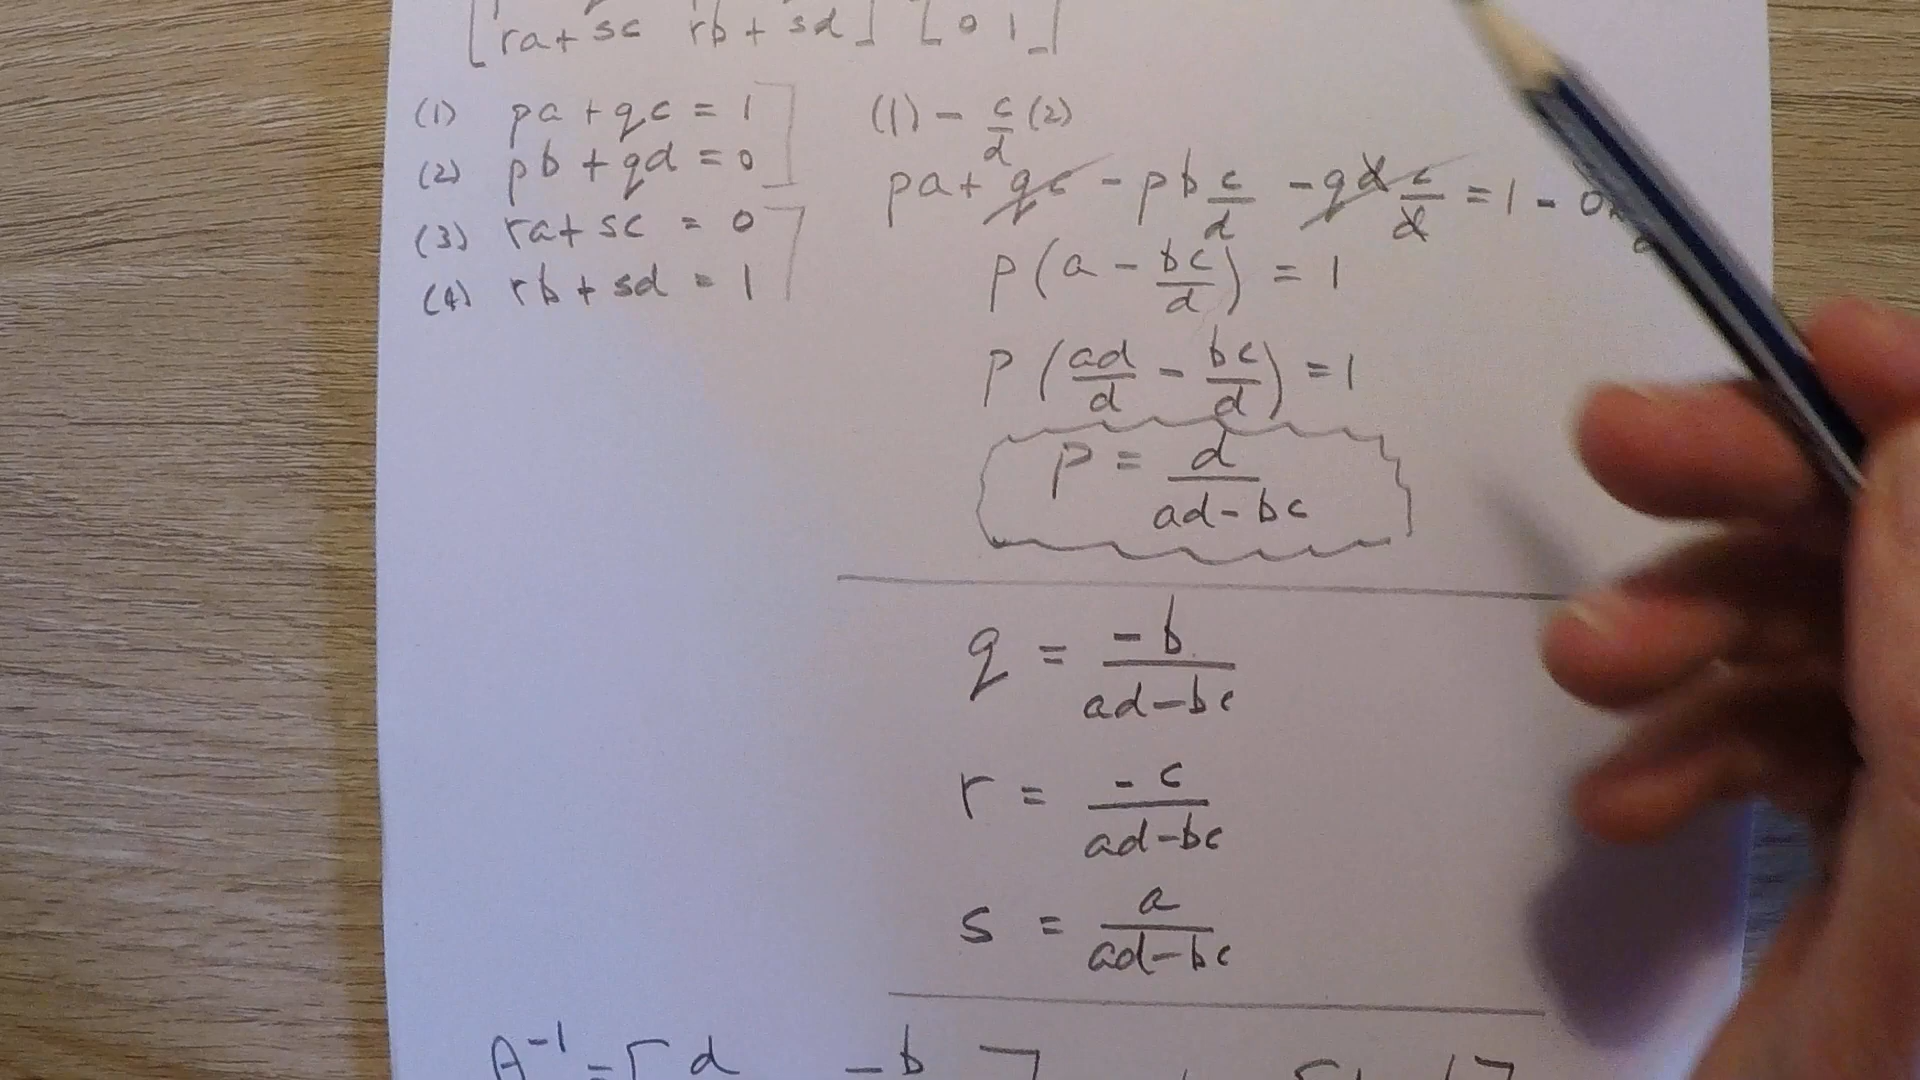 [ra+sc rb+sd] [0 1]
(1) pa + qc = 1
(2) pb + qd = 0
(3) ra + sc = 0
(4) rb + sd = 1
(1) - c/d (2)
pa + qc - pb c/d - qd c/d = 1 - 0x
p(a - bc/d) = 1
p(ad/d - bc/d) = 1
p = d/ad-bc
q = -b/ad-bc
r = -c/ad-bc
s = a/ad-bc
A^-1 = [d -b]